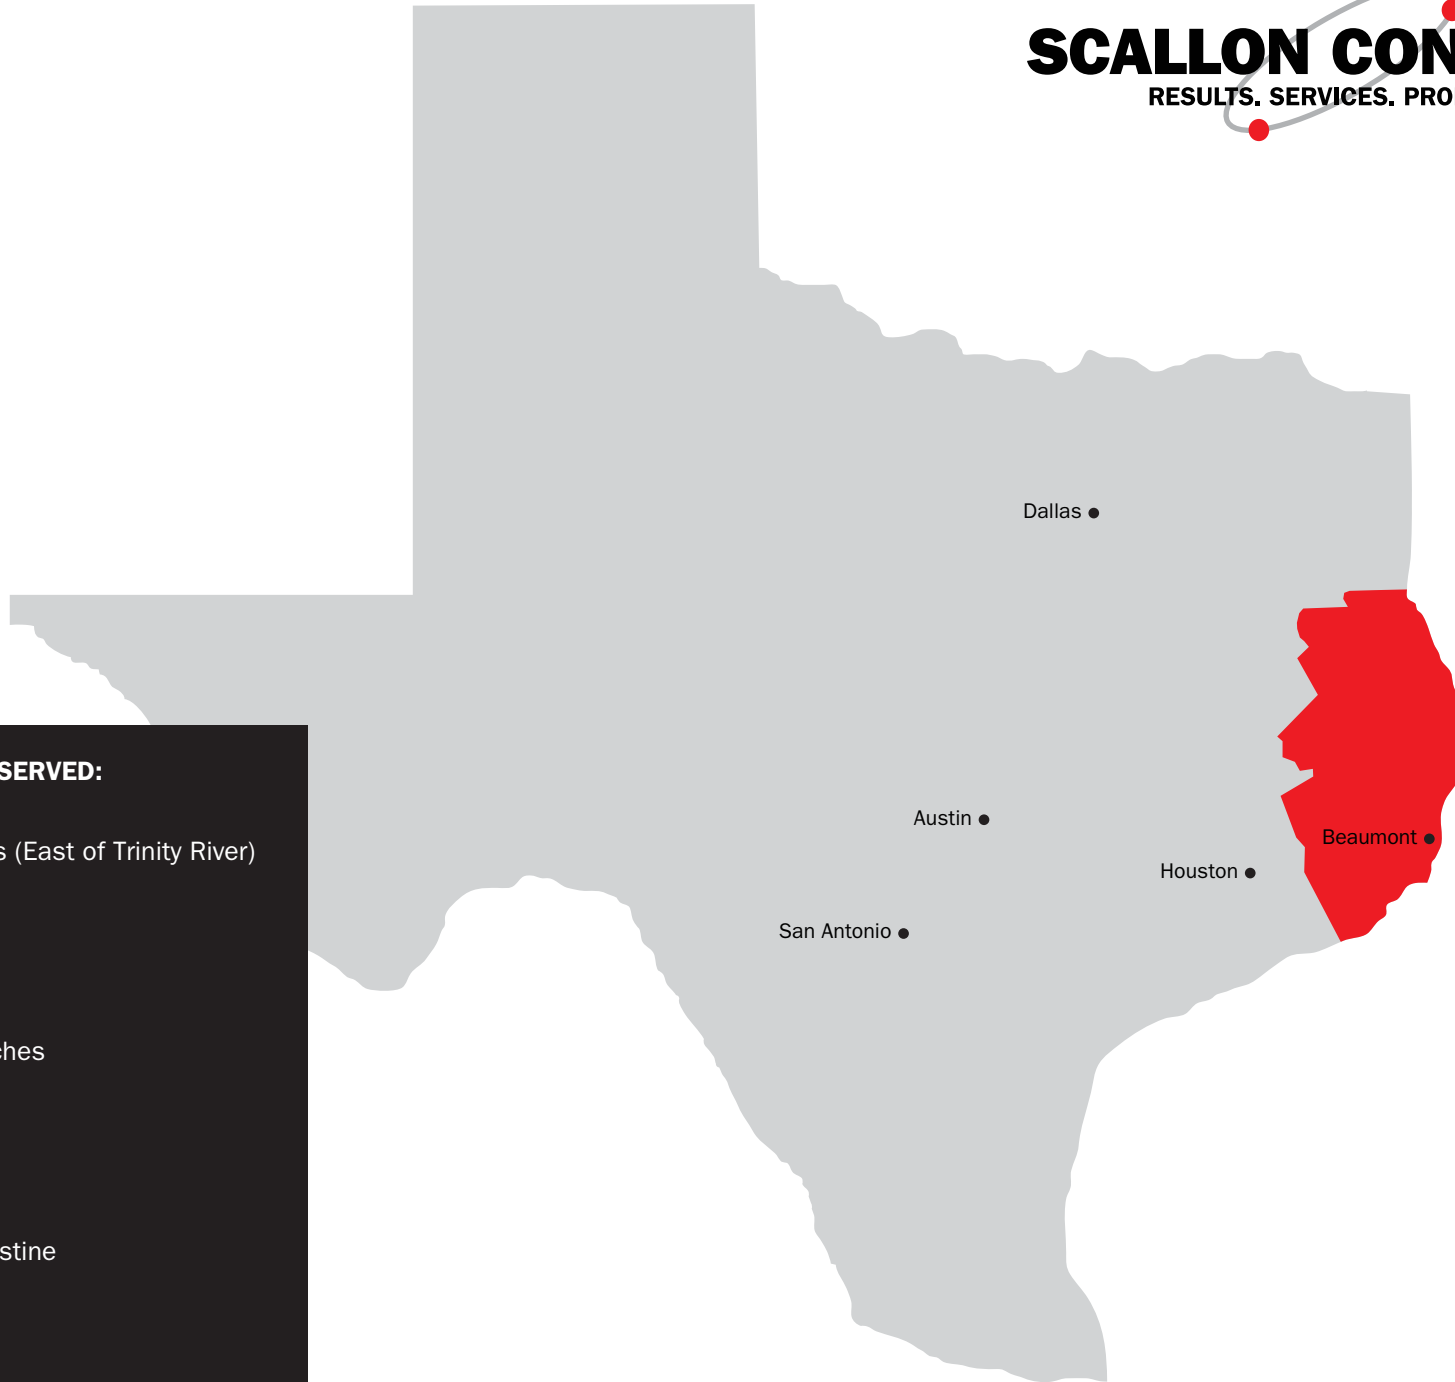 SCALLON CON
RESULTS. SERVICES. PRO
Dallas
SERVED:
Austin
Beaumont
s (East of Trinity River)
Houston
San Antonio
ches
stine